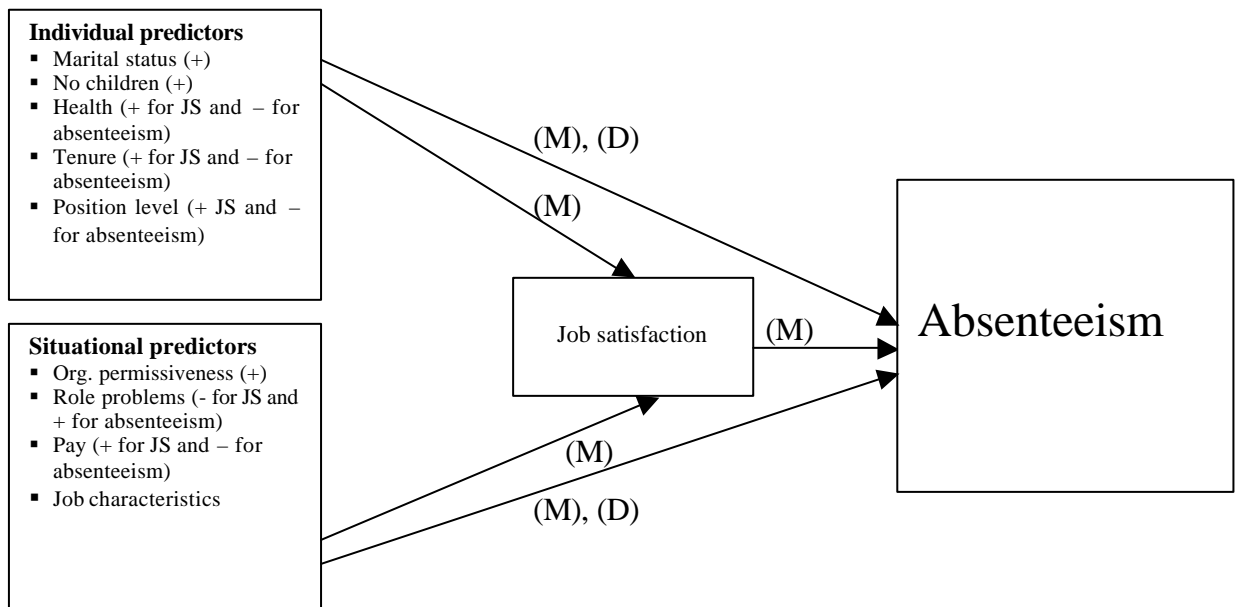 Individual predictors
▪ Marital status (+)
▪ No children (+)
▪ Health (+ for JS and – for
absenteeism)
▪ Tenure (+ for JS and – for
absenteeism)
▪ Position level (+ JS and –
for absenteeism)
(M), (D)
(M)
Job satisfaction
(M)
Absenteeism
Situational predictors
▪ Org. permissiveness (+)
▪ Role problems (- for JS and
+ for absenteeism)
▪ Pay (+ for JS and – for
absenteeism)
▪ Job characteristics
(M)
(M), (D)